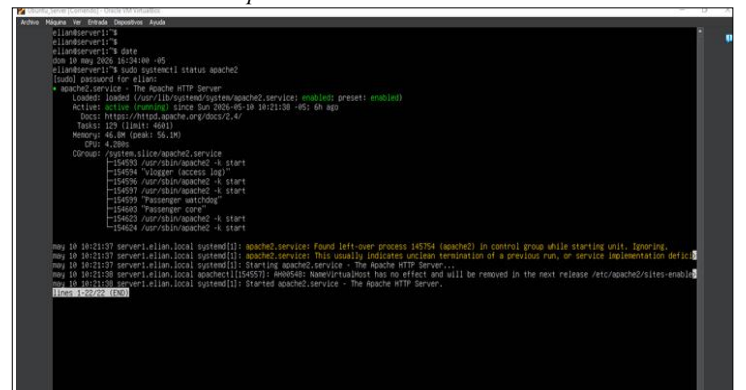 Ubuntu_Server [Corriendo] - Oracle VM VirtualBox
Archivo Máquina Ver Entrada Dispositivos Ayuda
elian@server1:~$
elian@server1:~$
elian@server1:~$ date
dom 10 may 2026 16:34:00 -05
elian@server1:~$ sudo systemctl status apache2
[sudo] password for elian:
● apache2.service - The Apache HTTP Server
Loaded: loaded (/usr/lib/systemd/system/apache2.service; enabled; preset: enabled)
Active: active (running) since Sun 2026-05-10 10:21:38 -05; 6h ago
Docs: https://httpd.apache.org/docs/2.4/
Tasks: 129 (limit: 4601)
Memory: 46.8M (peak: 56.1M)
CPU: 4.280s
CGroup: /system.slice/apache2.service
├─154593 /usr/sbin/apache2 -k start
├─154594 "vlogger (access log)"
├─154596 /usr/sbin/apache2 -k start
├─154597 /usr/sbin/apache2 -k start
├─154599 "Passenger watchdog"
├─154603 "Passenger core"
├─154623 /usr/sbin/apache2 -k start
└─154624 /usr/sbin/apache2 -k start
may 10 10:21:37 server1.elian.local systemd[1]: apache2.service: Found left-over process 145754 (apache2) in control group while starting unit. Ignoring.
may 10 10:21:37 server1.elian.local systemd[1]: apache2.service: This usually indicates unclean termination of a previous run, or service implementation defici>
may 10 10:21:37 server1.elian.local systemd[1]: Starting apache2.service - The Apache HTTP Server...
may 10 10:21:38 server1.elian.local apachectl[154557]: AH00548: NameVirtualHost has no effect and will be removed in the next release /etc/apache2/sites-enable>
may 10 10:21:38 server1.elian.local systemd[1]: Started apache2.service - The Apache HTTP Server.
lines 1-22/22 (END)